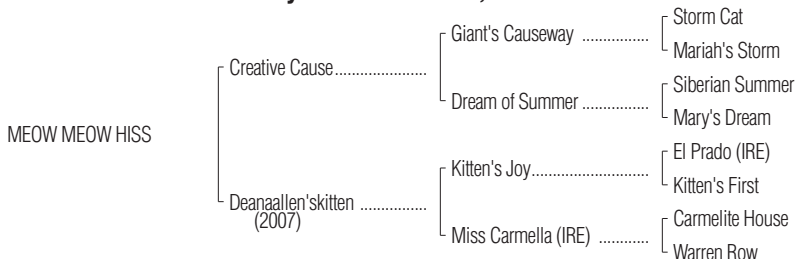 Storm Cat
Giant's Causeway ................
Mariah's Storm
Creative Cause......................
Siberian Summer
Dream of Summer ................
Mary's Dream
MEOW MEOW HISS
El Prado (IRE)
Kitten's Joy............................
Kitten's First
Deanaallen'skitten ................
(2007)
Carmelite House
Miss Carmella (IRE) ............
Warren Row